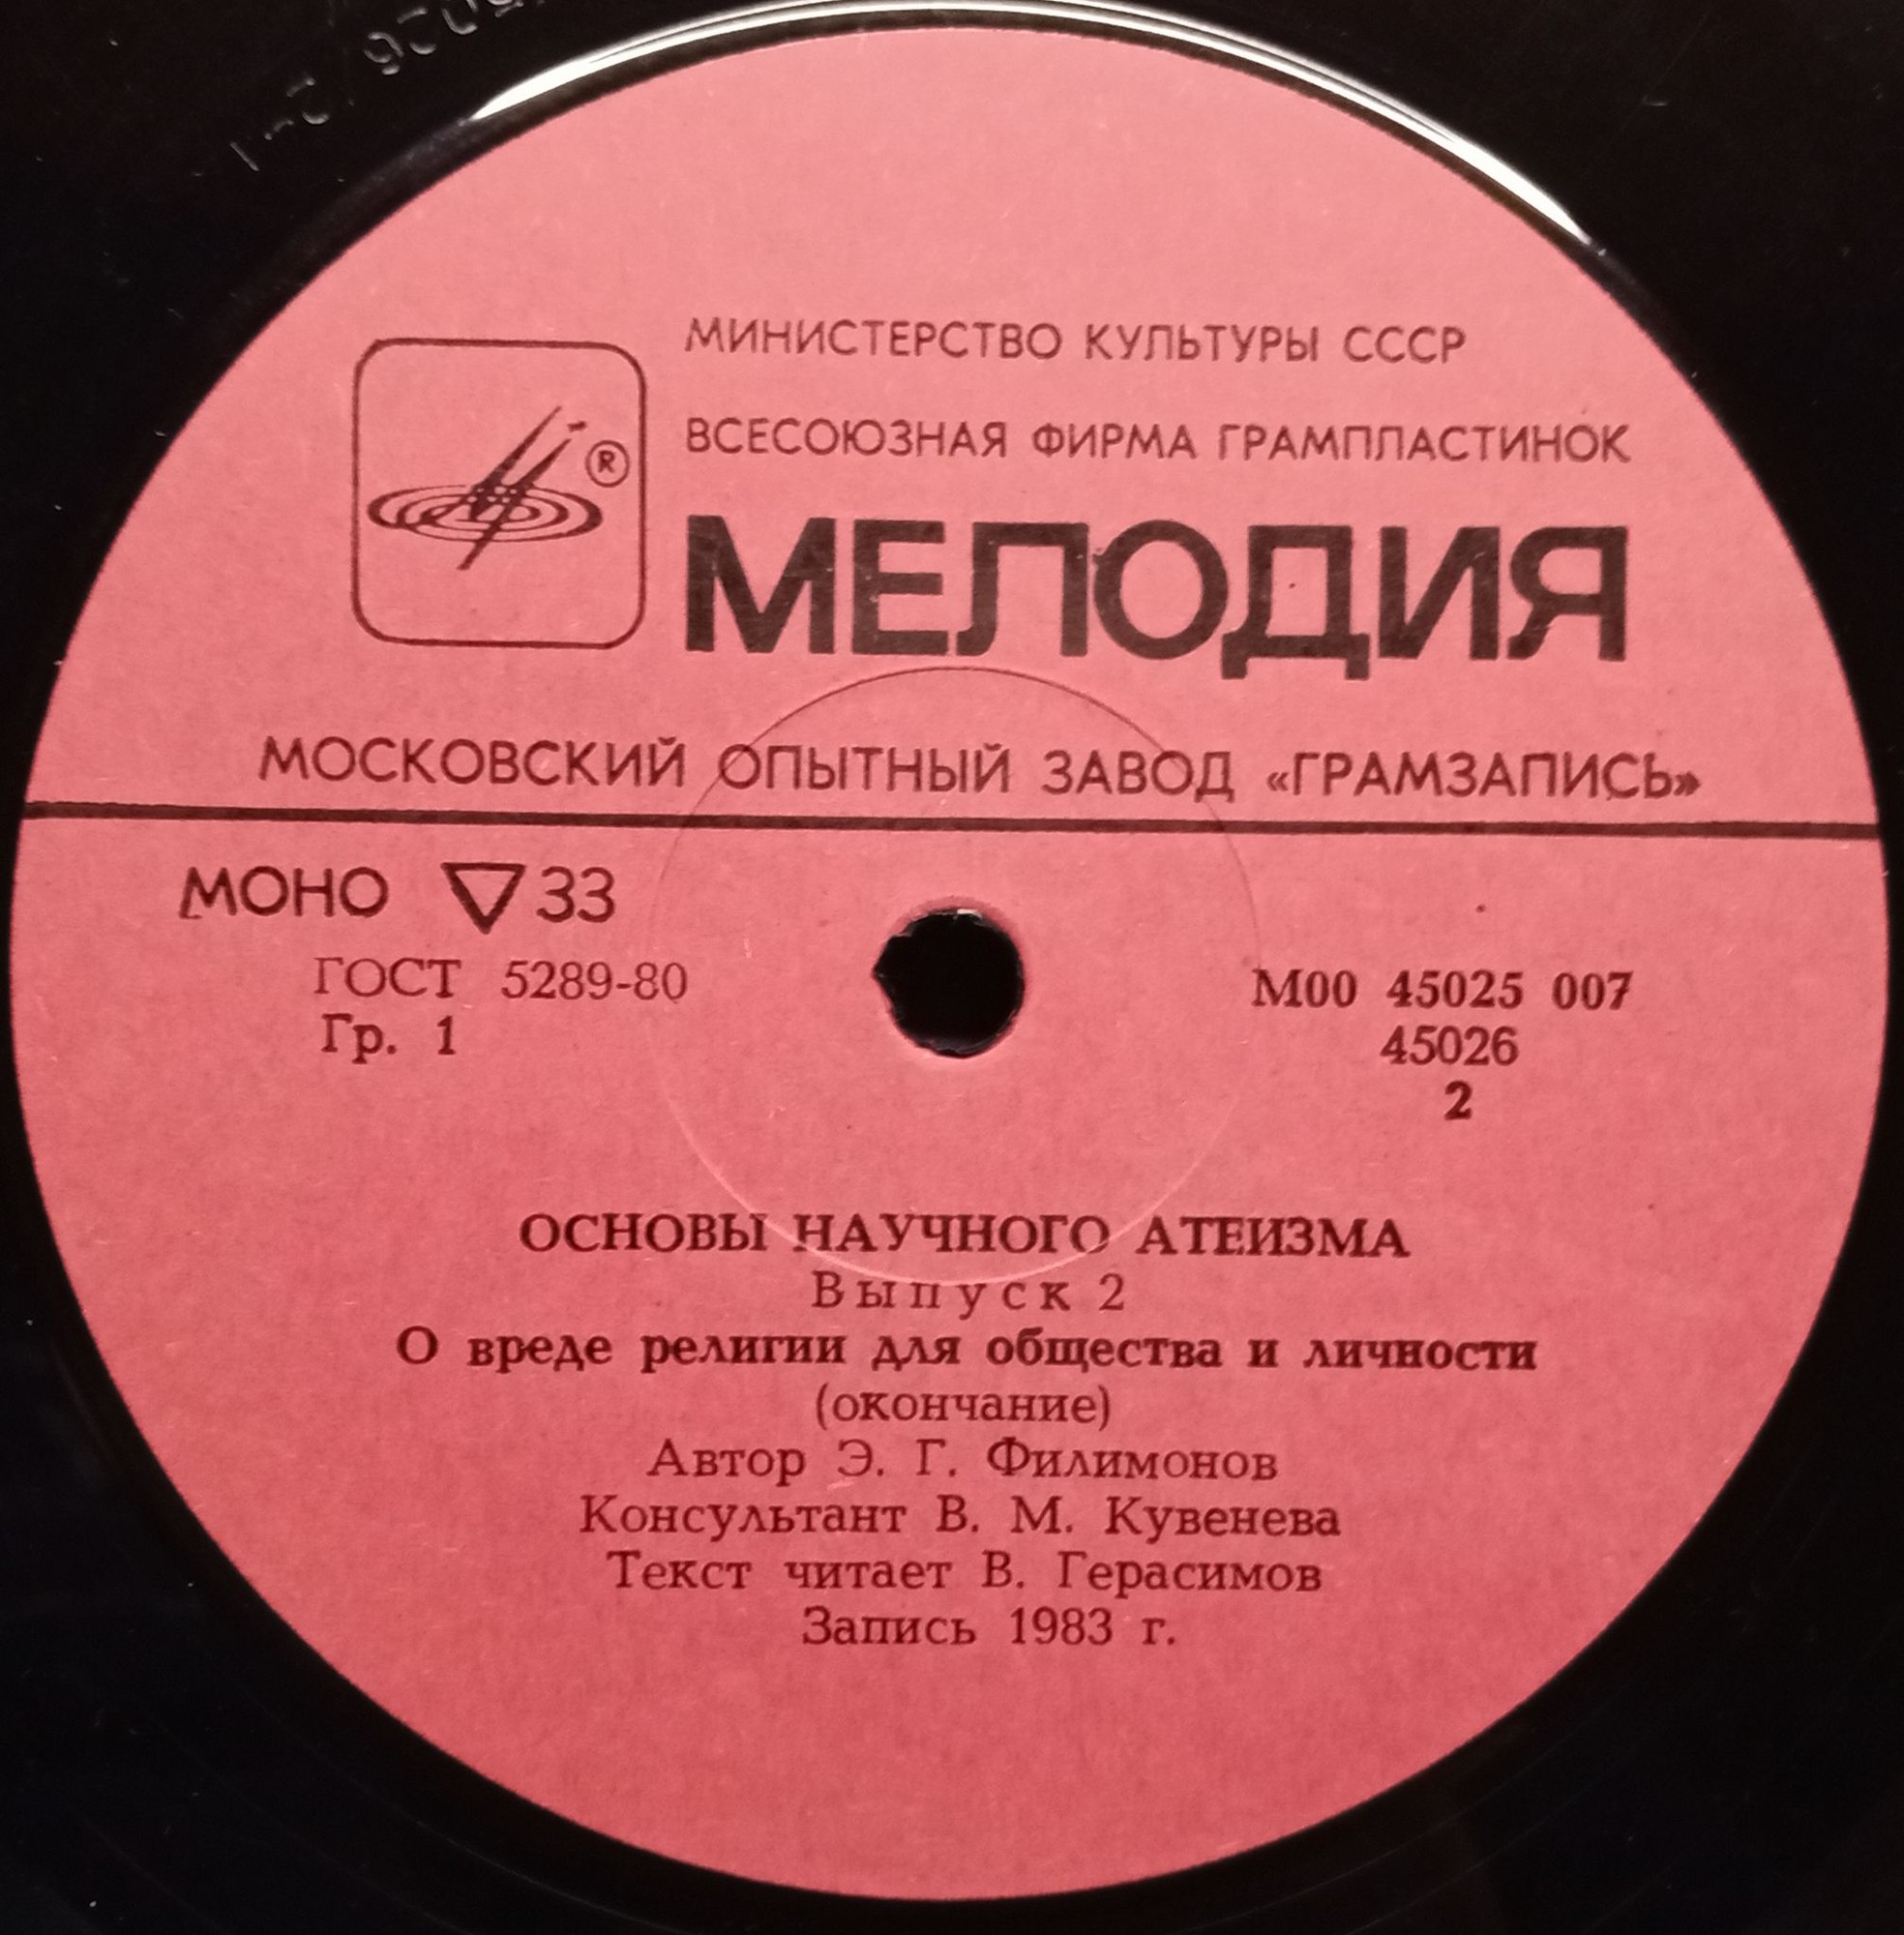 МИНИСТЕРСТВО КУЛЬТУРЫ СССР
ВСЕСОЮЗНАЯ ФИРМА ГРАМПЛАСТИНОК
®
МЕЛОДИЯ
МОСКОВСКИЙ ОПЫТНЫЙ ЗАВОД «ГРАМЗАПИСЬ»
МОНО ▽33
ГОСТ 5289-80
Гр. 1
М00 45025 007
45026
2
ОСНОВЫ НАУЧНОГО АТЕИЗМА
Выпуск 2
О вреде религии для общества и личности
(окончание)
Автор Э. Г. Филимонов
Консультант В. М. Кувенева
Текст читает В. Герасимов
Запись 1983 г.